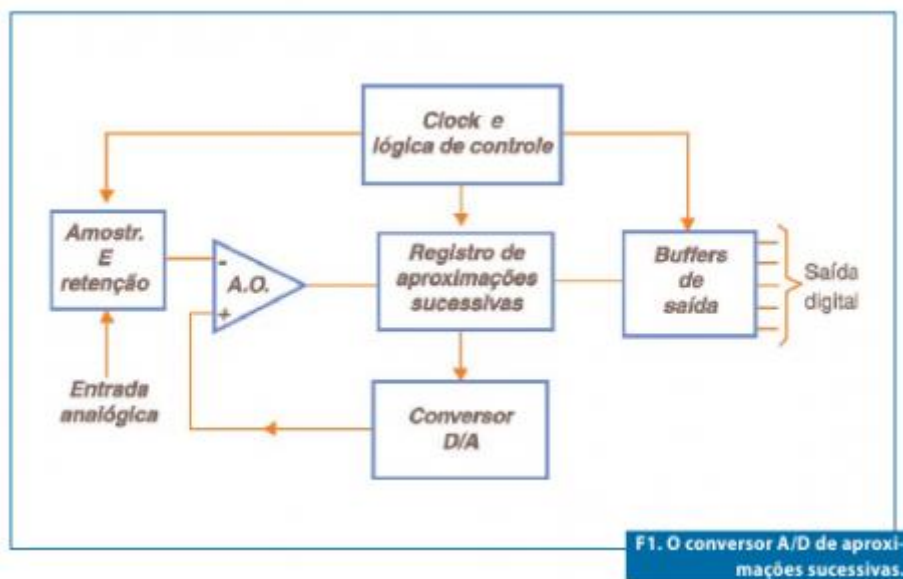 Clock e
lógica de controle
Amostr.
E
retenção
-
A.O.
+
Registro de
aproximações
sucessivas
Buffers
de
saída
Saída
digital
Entrada
analógica
Conversor
D/A
F1. O conversor A/D de aproxi-
mações sucessivas.